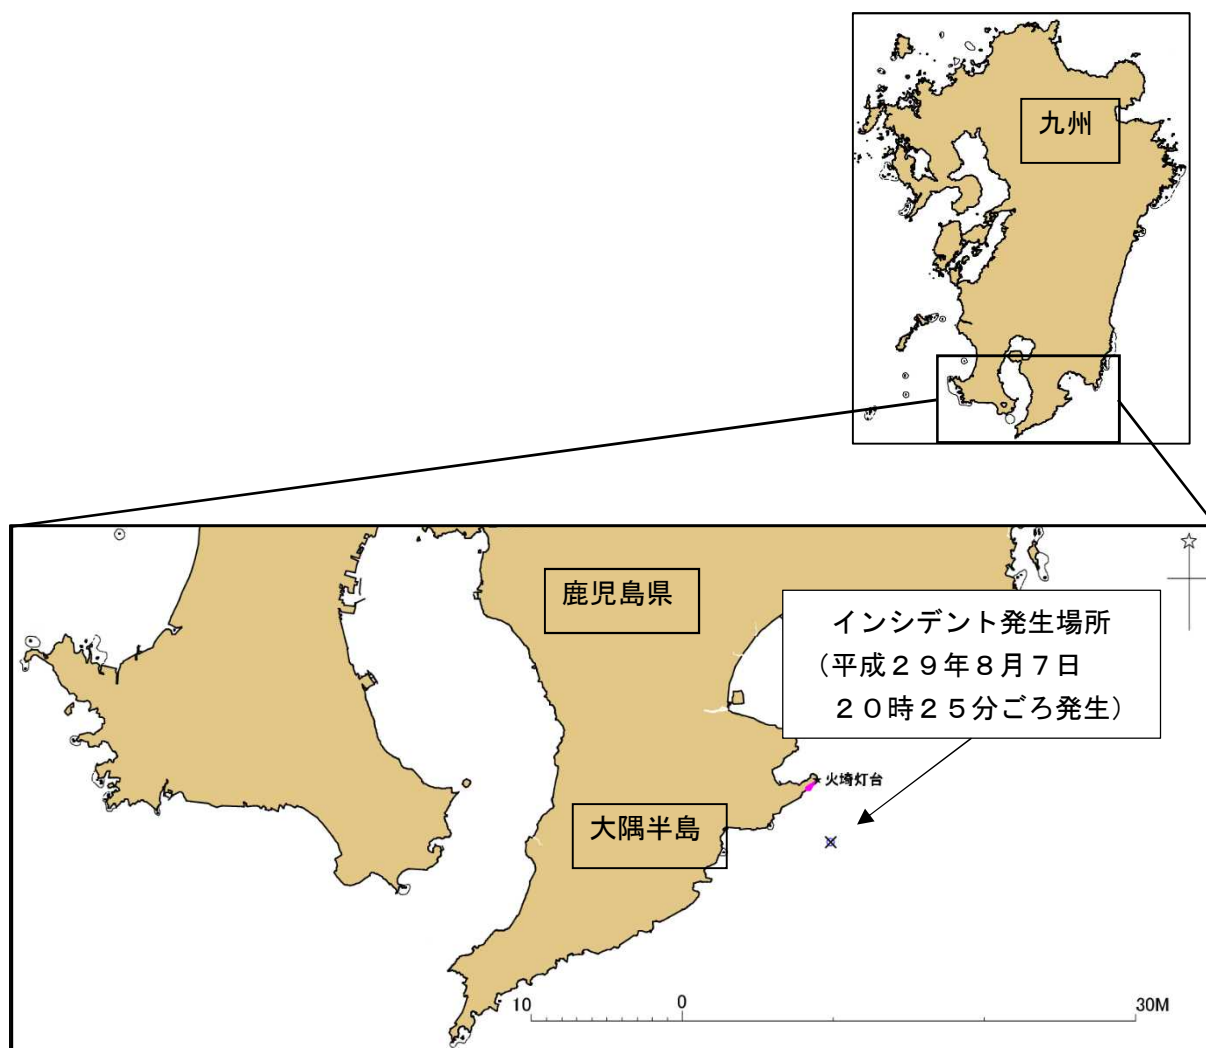 九州
鹿児島県
インシデント発生場所
（平成２９年８月７日
２０時２５分ごろ発生）
火埼灯台
大隅半島
10 0 30M